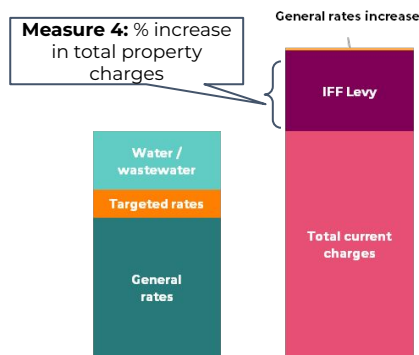 General rates increase
Measure 4: % increase
in total property
charges
IFF Levy
Water /
wastewater
Targeted rates
General
rates
Total current
charges